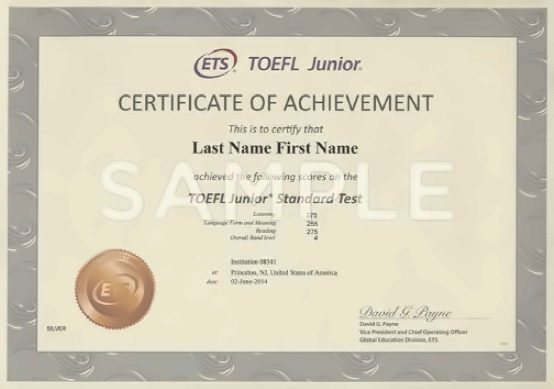 ETS TOEFL Junior®
CERTIFICATE OF ACHIEVEMENT
This is to certify that
Last Name First Name
achieved the following scores on the
TOEFL Junior® Standard Test
SAMPLE
Listening 275
Language Form and Meaning 255
Reading 275
Overall Band level 4
Institution 08541
at: Princeton, NJ, United States of America
date: 02-June-2014
ETS
SILVER
David G. Payne
David G. Payne
Vice President and Chief Operating Officer
Global Education Division, ETS